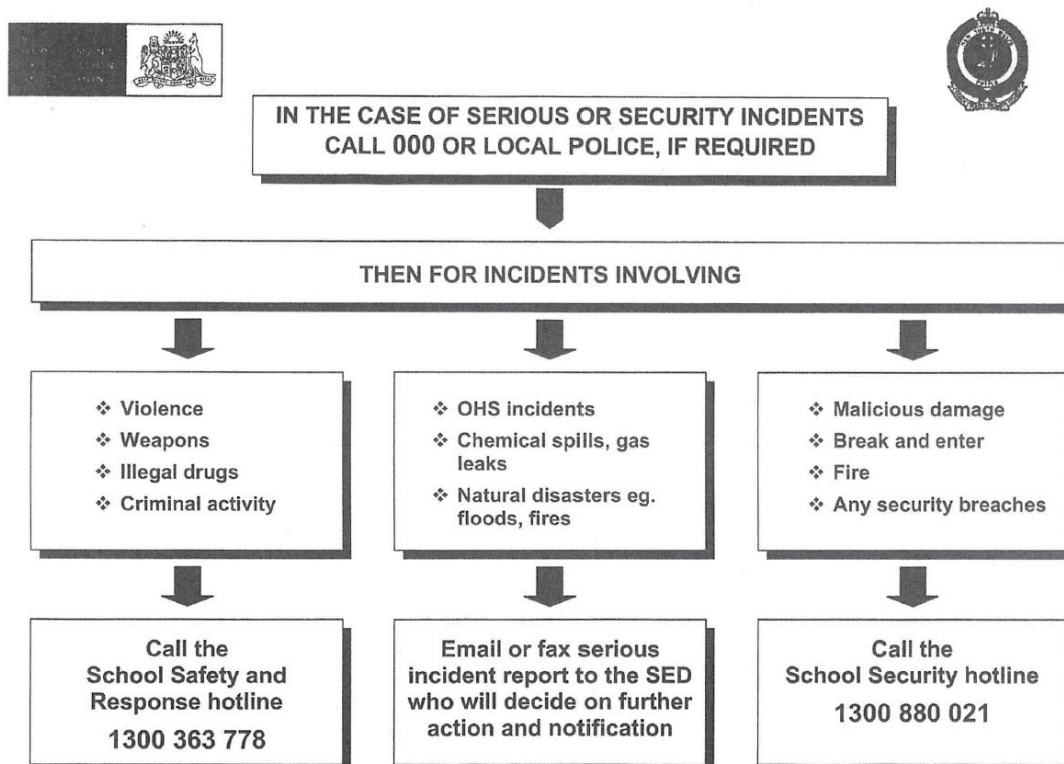 IN THE CASE OF SERIOUS OR SECURITY INCIDENTS
CALL 000 OR LOCAL POLICE, IF REQUIRED
THEN FOR INCIDENTS INVOLVING
❖ Violence
❖ Weapons
❖ Illegal drugs
❖ Criminal activity
❖ OHS incidents
❖ Chemical spills, gas
leaks
❖ Natural disasters eg.
floods, fires
❖ Malicious damage
❖ Break and enter
❖ Fire
❖ Any security breaches
Call the
School Safety and
Response hotline
1300 363 778
Email or fax serious
incident report to the SED
who will decide on further
action and notification
Call the
School Security hotline
1300 880 021